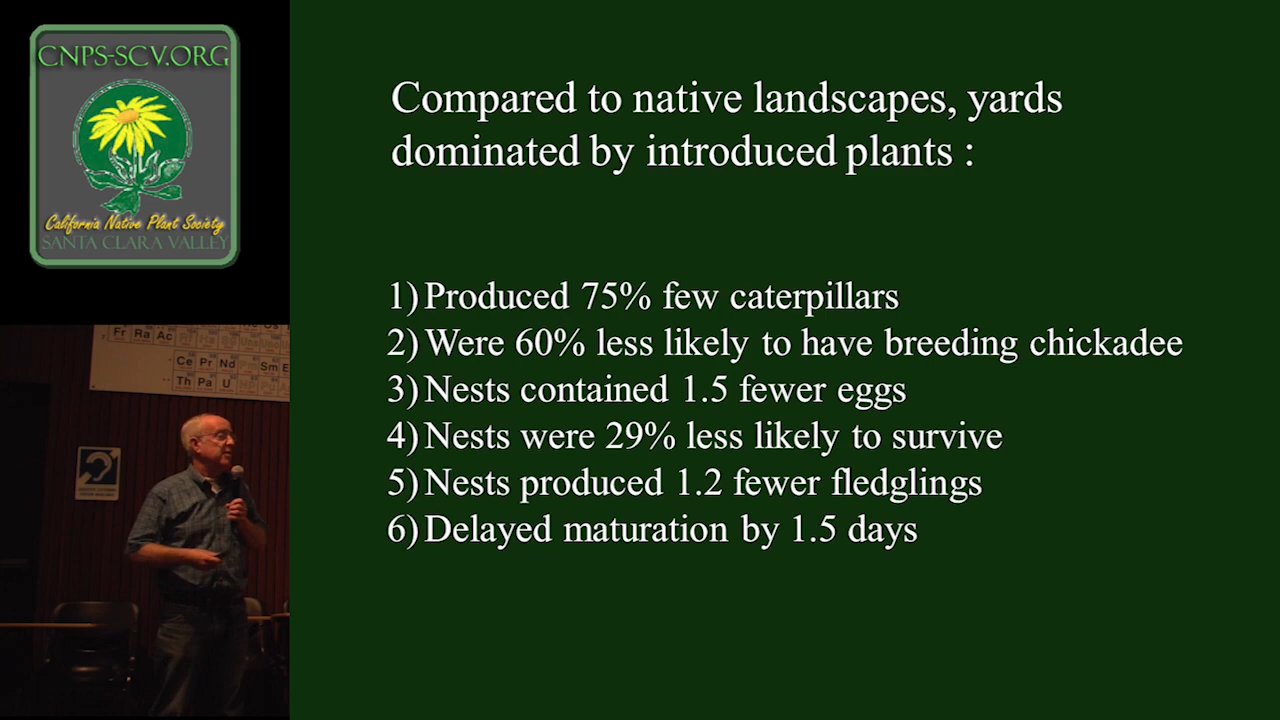 CNPS-SCV.ORG
California Native Plant Society
SANTA CLARA VALLEY
Compared to native landscapes, yards
dominated by introduced plants :
1) Produced 75% few caterpillars
2) Were 60% less likely to have breeding chickadee
3) Nests contained 1.5 fewer eggs
4) Nests were 29% less likely to survive
5) Nests produced 1.2 fewer fledglings
6) Delayed maturation by 1.5 days
Fr Ra Ac
Ce Pr Nd Sm
Th Pa U